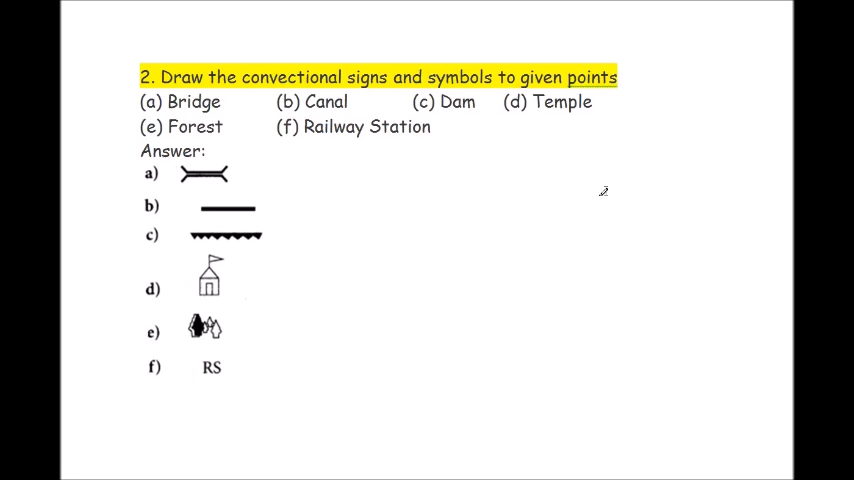 2. Draw the convectional signs and symbols to given points
(a) Bridge (b) Canal (c) Dam (d) Temple
(e) Forest (f) Railway Station
Answer:
a)
b)
c)
d)
e)
f) RS